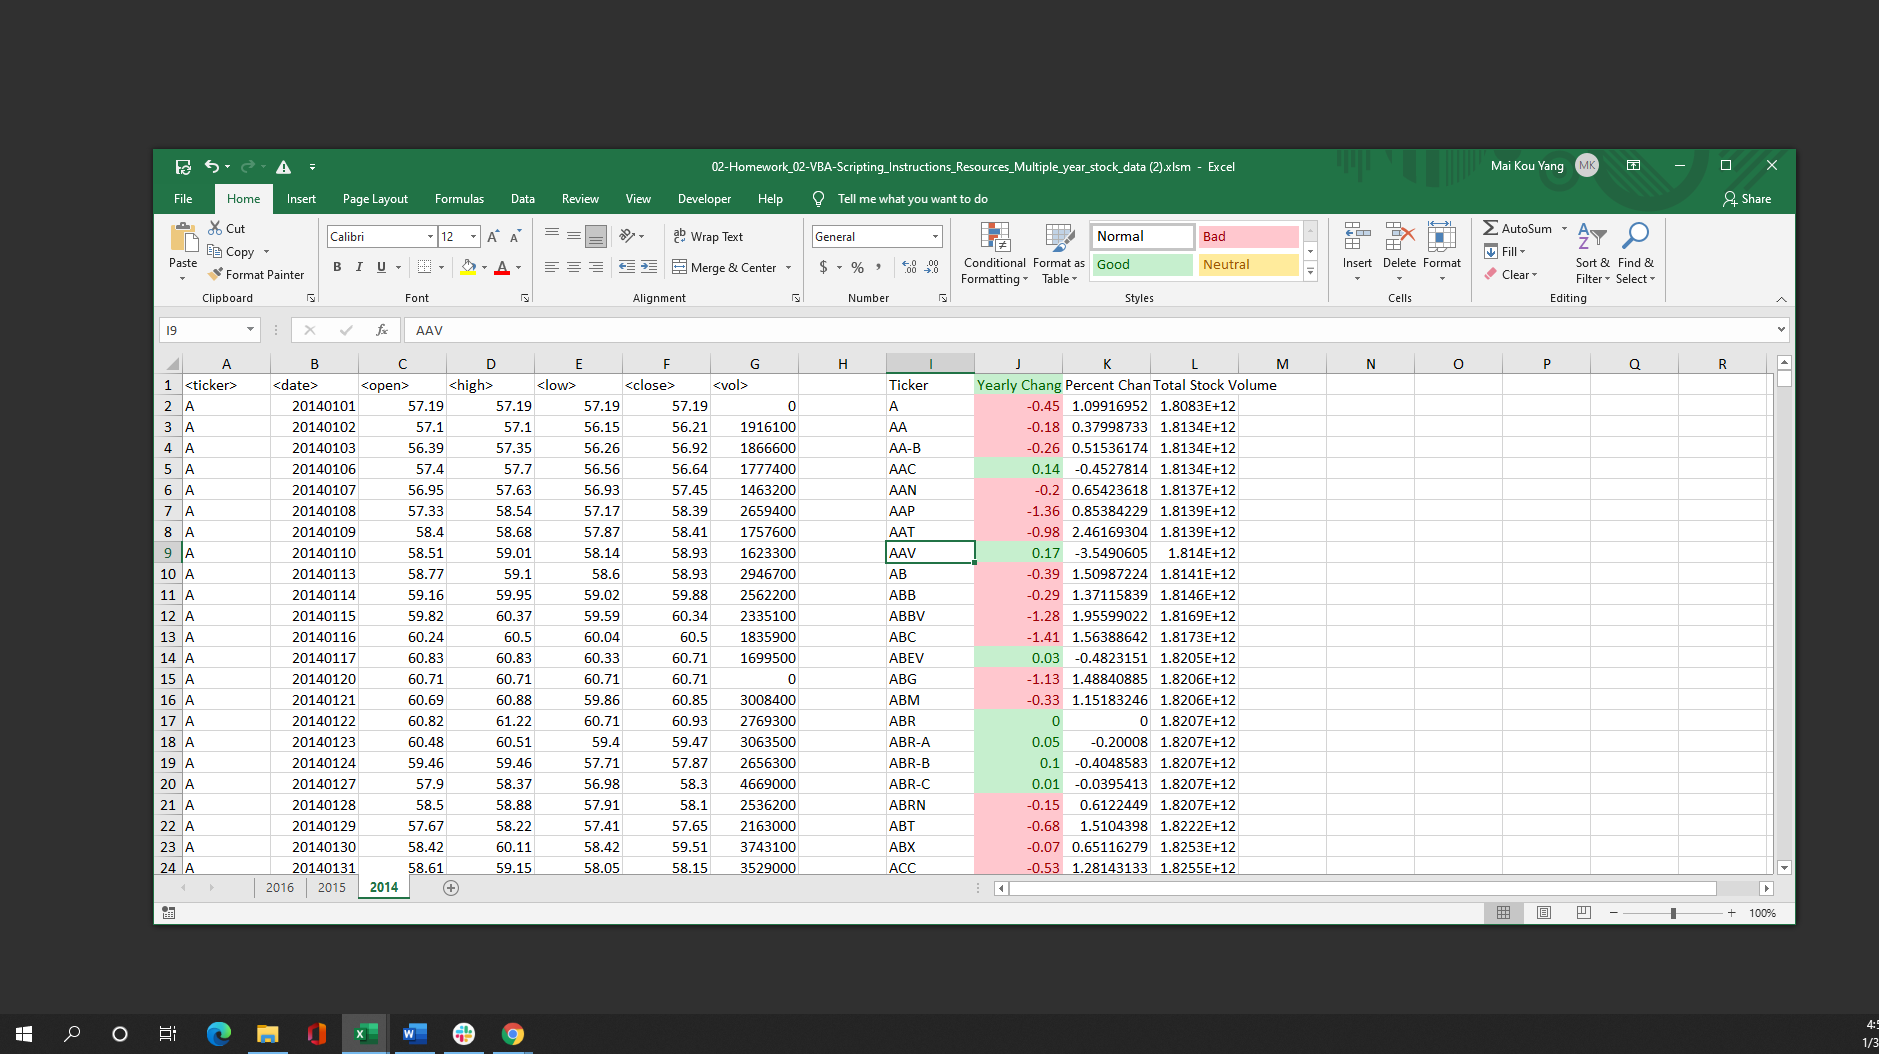 02-Homework_02-VBA-Scripting_Instructions_Resources_Multiple_year_stock_data (2).xlsm - Excel
Mai Kou Yang MK
File Home Insert Page Layout Formulas Data Review View Developer Help Tell me what you want to do Share
Paste
Cut
Copy
Format Painter
Clipboard
Calibri 12
B I U
Font
Wrap Text
Merge & Center
Alignment
General
$ % ,
Number
Conditional Formatting
Format as Table
Normal Bad
Good Neutral
Styles
Insert Delete Format
Cells
AutoSum
Fill
Clear
Sort & Filter
Find & Select
Editing
I9 fx AAV
A B C D E F G H I J K L M N O P Q R
1 <ticker> <date> <open> <high> <low> <close> <vol> Ticker Yearly Chang Percent Chan Total Stock Volume
2 A 20140101 57.19 57.19 57.19 57.19 0 A -0.45 1.09916952 1.8083E+12
3 A 20140102 57.1 57.1 56.15 56.21 1916100 AA -0.18 0.37998733 1.8134E+12
4 A 20140103 56.39 57.35 56.26 56.92 1866600 AA-B -0.26 0.51536174 1.8134E+12
5 A 20140106 57.4 57.7 56.56 56.64 1777400 AAC 0.14 -0.4527814 1.8134E+12
6 A 20140107 56.95 57.63 56.93 57.45 1463200 AAN -0.2 0.65423618 1.8137E+12
7 A 20140108 57.33 58.54 57.17 58.39 2659400 AAP -1.36 0.85384229 1.8139E+12
8 A 20140109 58.4 58.68 57.87 58.41 1757600 AAT -0.98 2.46169304 1.8139E+12
9 A 20140110 58.51 59.01 58.14 58.93 1623300 AAV 0.17 -3.5490605 1.814E+12
10 A 20140113 58.77 59.1 58.6 58.93 2946700 AB -0.39 1.50987224 1.8141E+12
11 A 20140114 59.16 59.95 59.02 59.88 2562200 ABB -0.29 1.37115839 1.8146E+12
12 A 20140115 59.82 60.37 59.59 60.34 2335100 ABBV -1.28 1.95599022 1.8169E+12
13 A 20140116 60.24 60.5 60.04 60.5 1835900 ABC -1.41 1.56388642 1.8173E+12
14 A 20140117 60.83 60.83 60.33 60.71 1699500 ABEV 0.03 -0.4823151 1.8205E+12
15 A 20140120 60.71 60.71 60.71 60.71 0 ABG -1.13 1.48840885 1.8206E+12
16 A 20140121 60.69 60.88 59.86 60.85 3008400 ABM -0.33 1.15183246 1.8206E+12
17 A 20140122 60.82 61.22 60.71 60.93 2769300 ABR 0 0 1.8207E+12
18 A 20140123 60.48 60.51 59.4 59.47 3063500 ABR-A 0.05 -0.20008 1.8207E+12
19 A 20140124 59.46 59.46 57.71 57.87 2656300 ABR-B 0.1 -0.4048583 1.8207E+12
20 A 20140127 57.9 58.37 56.98 58.3 4669000 ABR-C 0.01 -0.0395413 1.8207E+12
21 A 20140128 58.5 58.88 57.91 58.1 2536200 ABRN -0.15 0.6122449 1.8207E+12
22 A 20140129 57.67 58.22 57.41 57.65 2163000 ABT -0.68 1.5104398 1.8222E+12
23 A 20140130 58.42 60.11 58.42 59.51 3743100 ABX -0.07 0.65116279 1.8253E+12
24 A 20140131 58.61 59.15 58.05 58.15 3529000 ACC -0.53 1.28143133 1.8255E+12
2016 2015 2014
100%